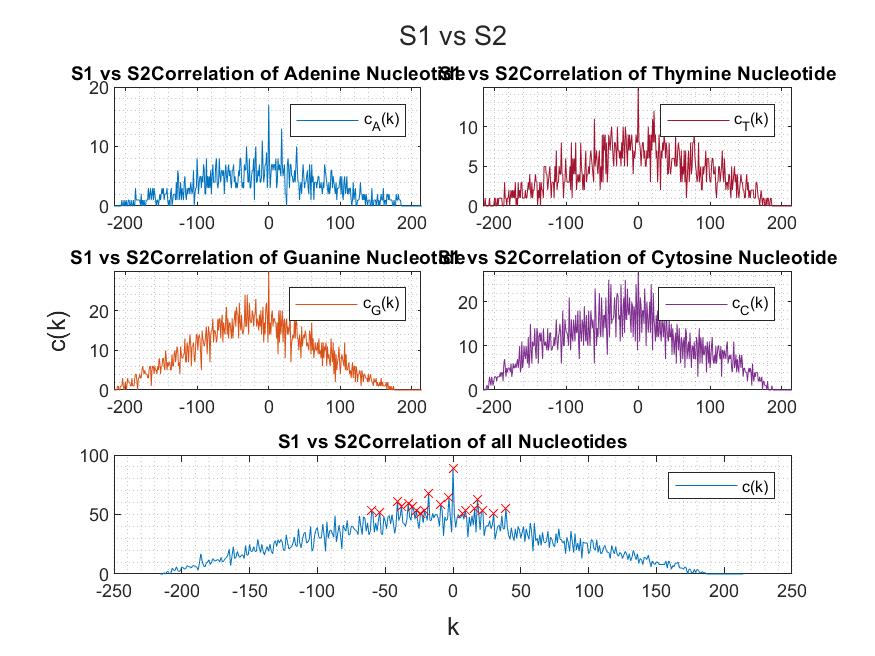 S1 vs S2
S1 vs S2Correlation of Adenine Nucleotide
S1 vs S2Correlation of Thymine Nucleotide
20
10
0
-200 -100 0 100 200
c_A(k)
10
5
0
-200 -100 0 100 200
c_T(k)
S1 vs S2Correlation of Guanine Nucleotide
S1 vs S2Correlation of Cytosine Nucleotide
c(k)
20
10
0
-200 -100 0 100 200
c_G(k)
20
10
0
-200 -100 0 100 200
c_C(k)
S1 vs S2Correlation of all Nucleotides
100
50
0
-250 -200 -150 -100 -50 0 50 100 150 200 250
c(k)
k